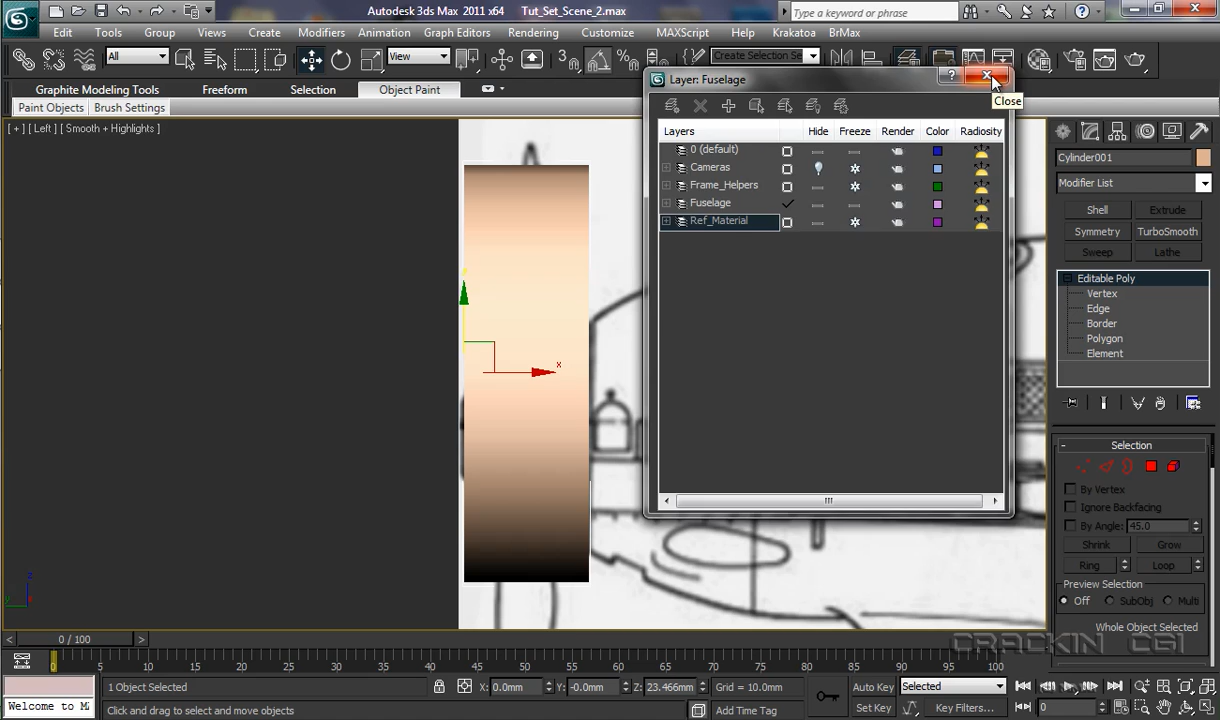 Autodesk 3ds Max 2011 x64 Tut_Set_Scene_2.max
Type a keyword or phrase
Edit Tools Group Views Create Modifiers Animation Graph Editors Rendering Customize MAXScript Help Krakatoa BrMax
All View Create Selection Se
Graphite Modeling Tools Freeform Selection Object Paint
Paint Objects Brush Settings
[ + ] [ Left ] [ Smooth + Highlights ]
Layer: Fuselage
?
Close
Layers Hide Freeze Render Color Radiosity
0 (default)
Cameras
Frame_Helpers
Fuselage
Ref_Material
Cylinder001
Modifier List
Shell Extrude
Symmetry TurboSmooth
Sweep Lathe
Editable Poly
Vertex
Edge
Border
Polygon
Element
Selection
By Vertex
Ignore Backfacing
By Angle: 45.0
Shrink Grow
Ring Loop
Preview Selection
Off SubObj Multi
Whole Object Selected
x
z
y
CRACKIN CGI
0 / 100
0 5 10 15 20 25 30 35 40 45 50 55 60 65 70 75 80 85 90 95 100
1 Object Selected X: 0.0mm Y: -0.0mm Z: 23.466mm Grid = 10.0mm Auto Key Selected
Welcome to M Click and drag to select and move objects Add Time Tag Set Key Key Filters... 0